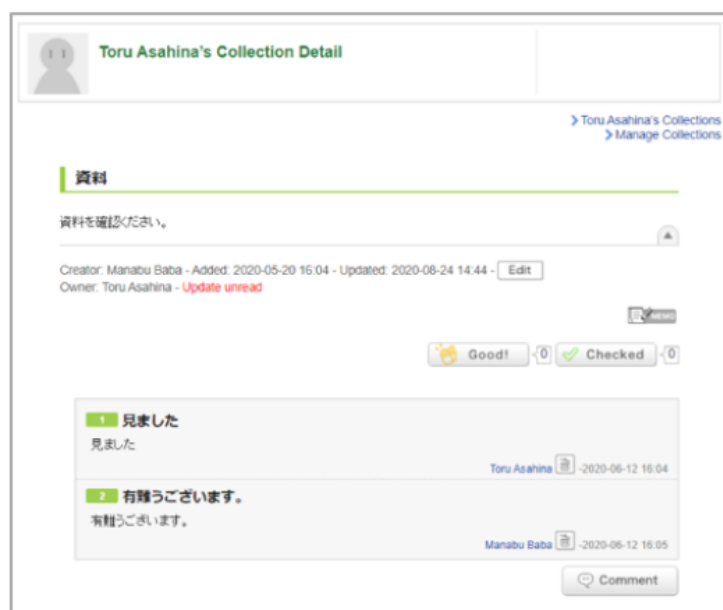 Toru Asahina's Collection Detail
Toru Asahina's Collections
Manage Collections
資料
資料を確認ください。
Creator: Manabu Baba - Added: 2020-05-20 16:04 - Updated: 2020-08-24 14:44 - Edit
Owner: Toru Asahina - Update unread
MEMO
Good! 0 Checked 0
1 見ました
見ました
Toru Asahina -2020-06-12 16:04
2 有難うございます。
有難うございます。
Manabu Baba -2020-06-12 16:05
Comment